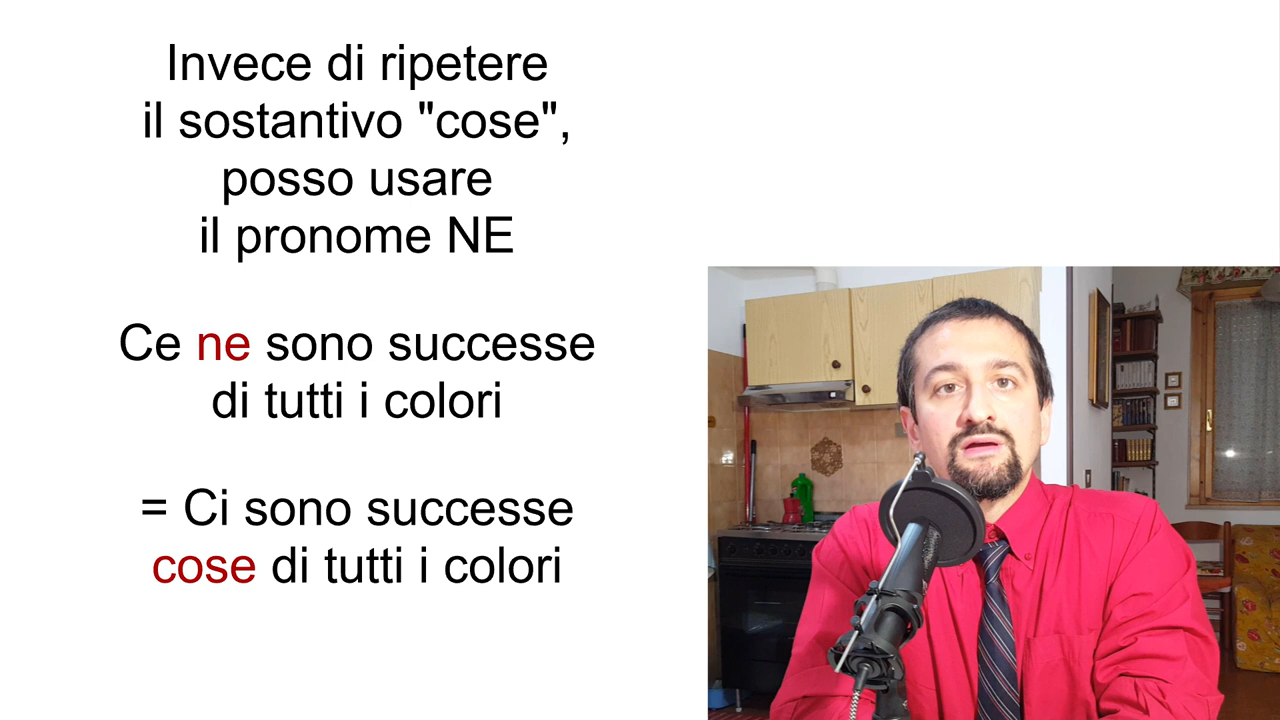 Invece di ripetere
il sostantivo "cose",
posso usare
il pronome NE
Ce ne sono successe
di tutti i colori
= Ci sono successe
cose di tutti i colori